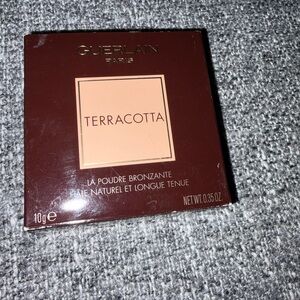 GUERLAIN
PARIS
TERRACOTTA
LA POUDRE BRONZANTE
NATUREL ET LONGUE TENUE
10g e
NET WT. 0.35 OZ.